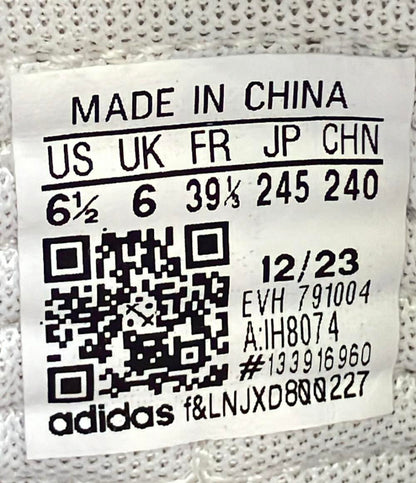 MADE IN CHINA
US UK FR JP CHN
6½ 6 39⅓ 245 240
12/23
EVH 791004
A:IH8074
#133916960
adidas f&LNJXD800227